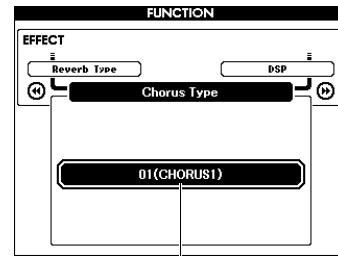 FUNCTION
EFFECT
Reverb Type
DSP
Chorus Type
01(CHORUS1)